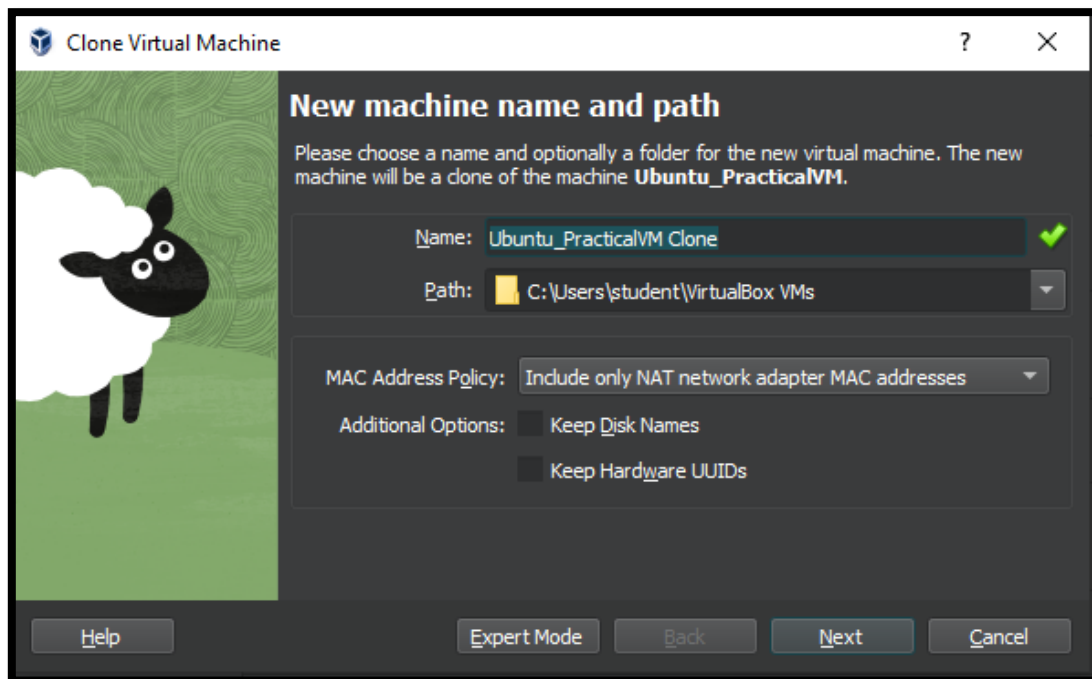 Clone Virtual Machine
?
New machine name and path
Please choose a name and optionally a folder for the new virtual machine. The new
machine will be a clone of the machine Ubuntu_PracticalVM.
Name: Ubuntu_PracticalVM Clone
Path: C:\Users\student\VirtualBox VMs
MAC Address Policy: Include only NAT network adapter MAC addresses
Additional Options: Keep Disk Names
Keep Hardware UUIDs
Help Expert Mode Back Next Cancel